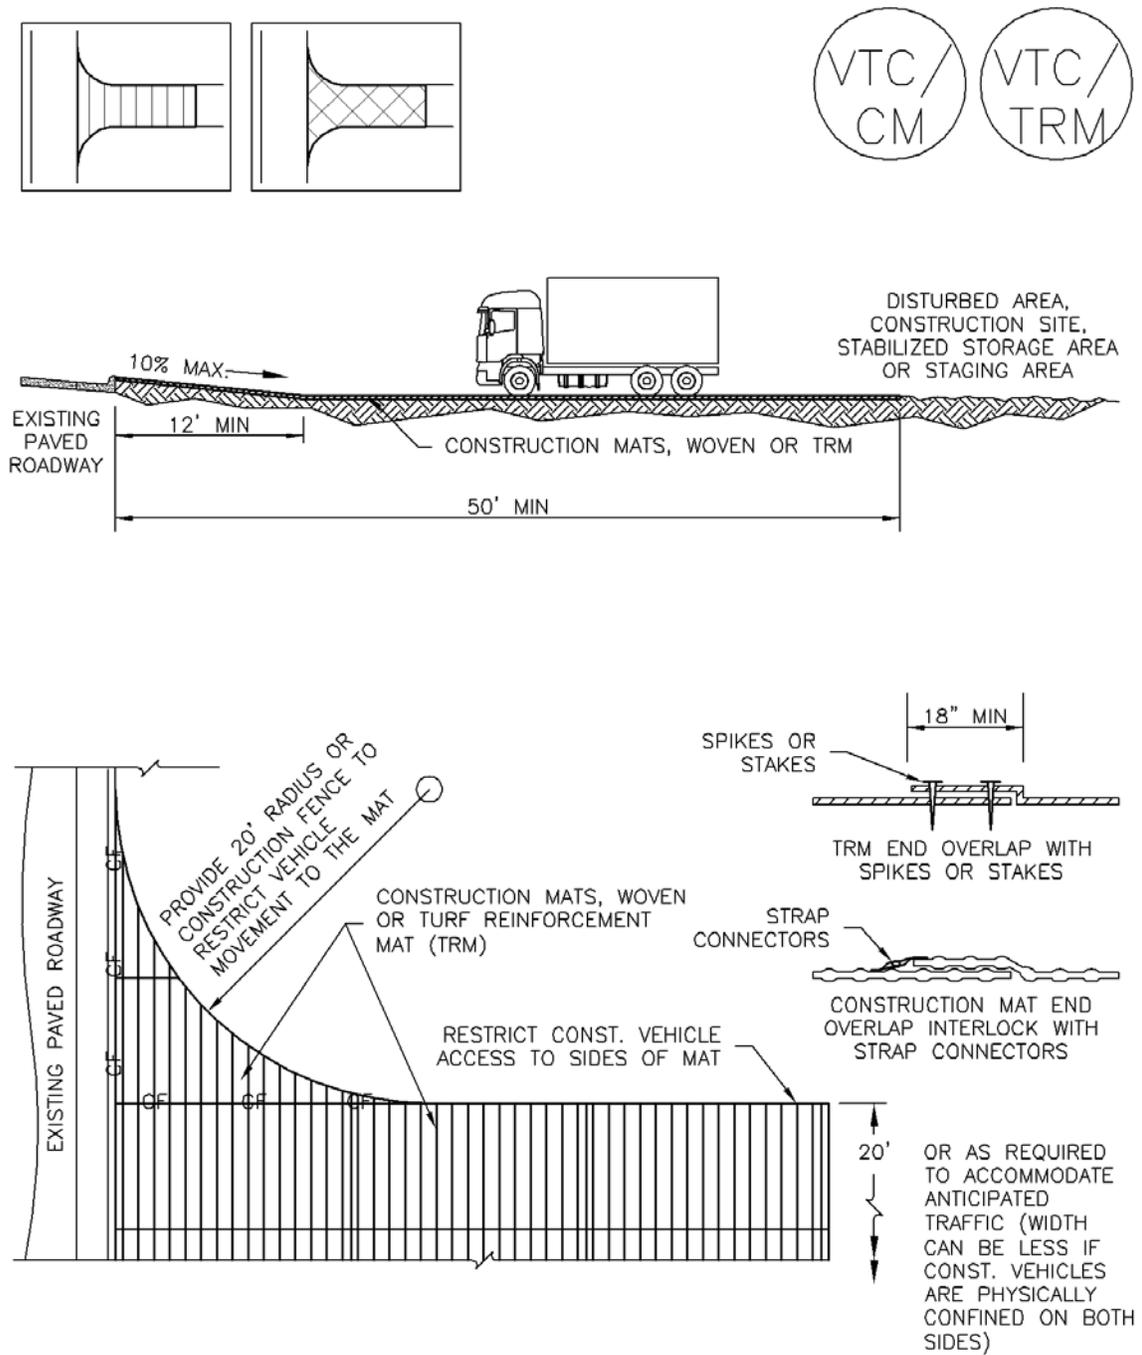 VTC/
CM
VTC/
TRM
DISTURBED AREA,
CONSTRUCTION SITE,
STABILIZED STORAGE AREA
OR STAGING AREA
10% MAX.
EXISTING
PAVED
ROADWAY
12' MIN
CONSTRUCTION MATS, WOVEN OR TRM
50' MIN
18" MIN
SPIKES OR
STAKES
TRM END OVERLAP WITH
SPIKES OR STAKES
PROVIDE 20' RADIUS OR
CONSTRUCTION FENCE TO
RESTRICT VEHICLE
MOVEMENT TO THE MAT
CONSTRUCTION MATS, WOVEN
OR TURF REINFORCEMENT
MAT (TRM)
STRAP
CONNECTORS
CONSTRUCTION MAT END
OVERLAP INTERLOCK WITH
STRAP CONNECTORS
RESTRICT CONST. VEHICLE
ACCESS TO SIDES OF MAT
EXISTING PAVED ROADWAY
CF
CF
CF
CF
CF
CF
20'
OR AS REQUIRED
TO ACCOMMODATE
ANTICIPATED
TRAFFIC (WIDTH
CAN BE LESS IF
CONST. VEHICLES
ARE PHYSICALLY
CONFINED ON BOTH
SIDES)